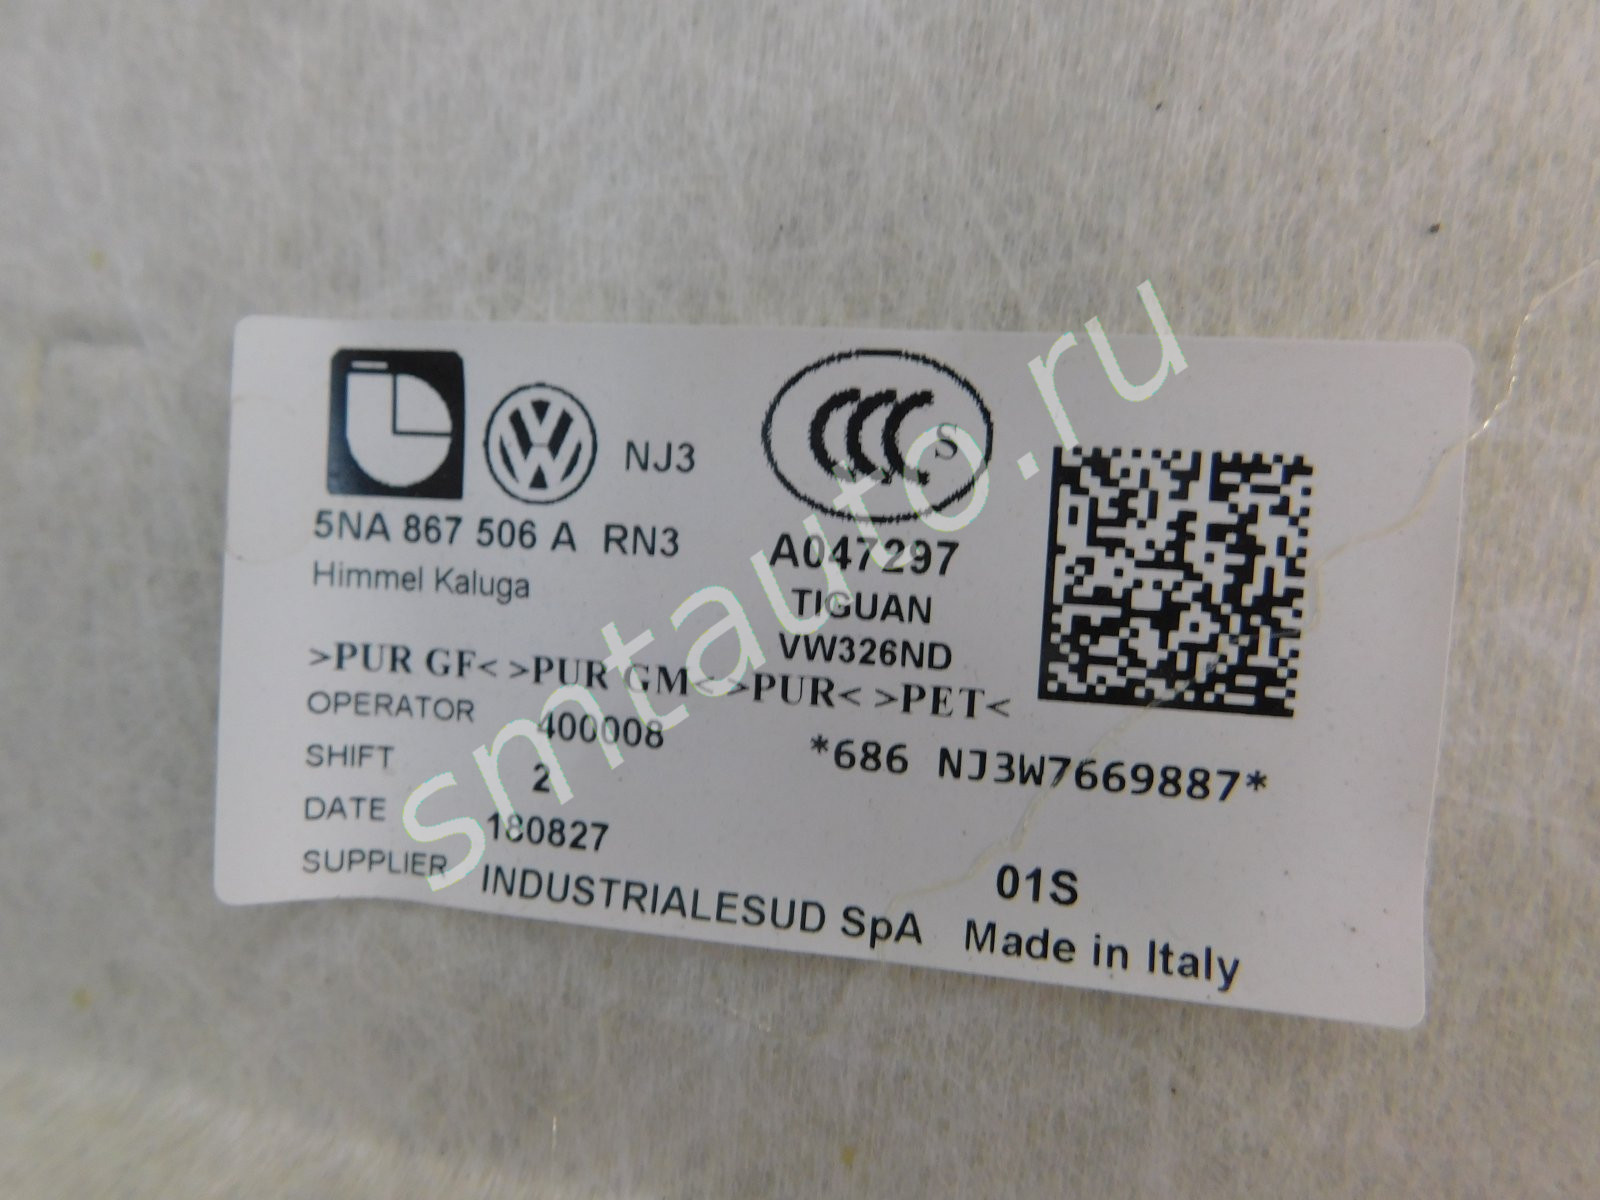 NJ3
5NA 867 506 A RN3
Himmel Kaluga
CCC S
A047297
TIGUAN
VW326ND
>PUR GF< >PUR GM< >PUR< >PET<
OPERATOR 400008
*686 NJ3W7669887*
SHIFT 2
DATE 180827
SUPPLIER INDUSTRIALESUD SpA
01S
Made in Italy
smtauto.ru